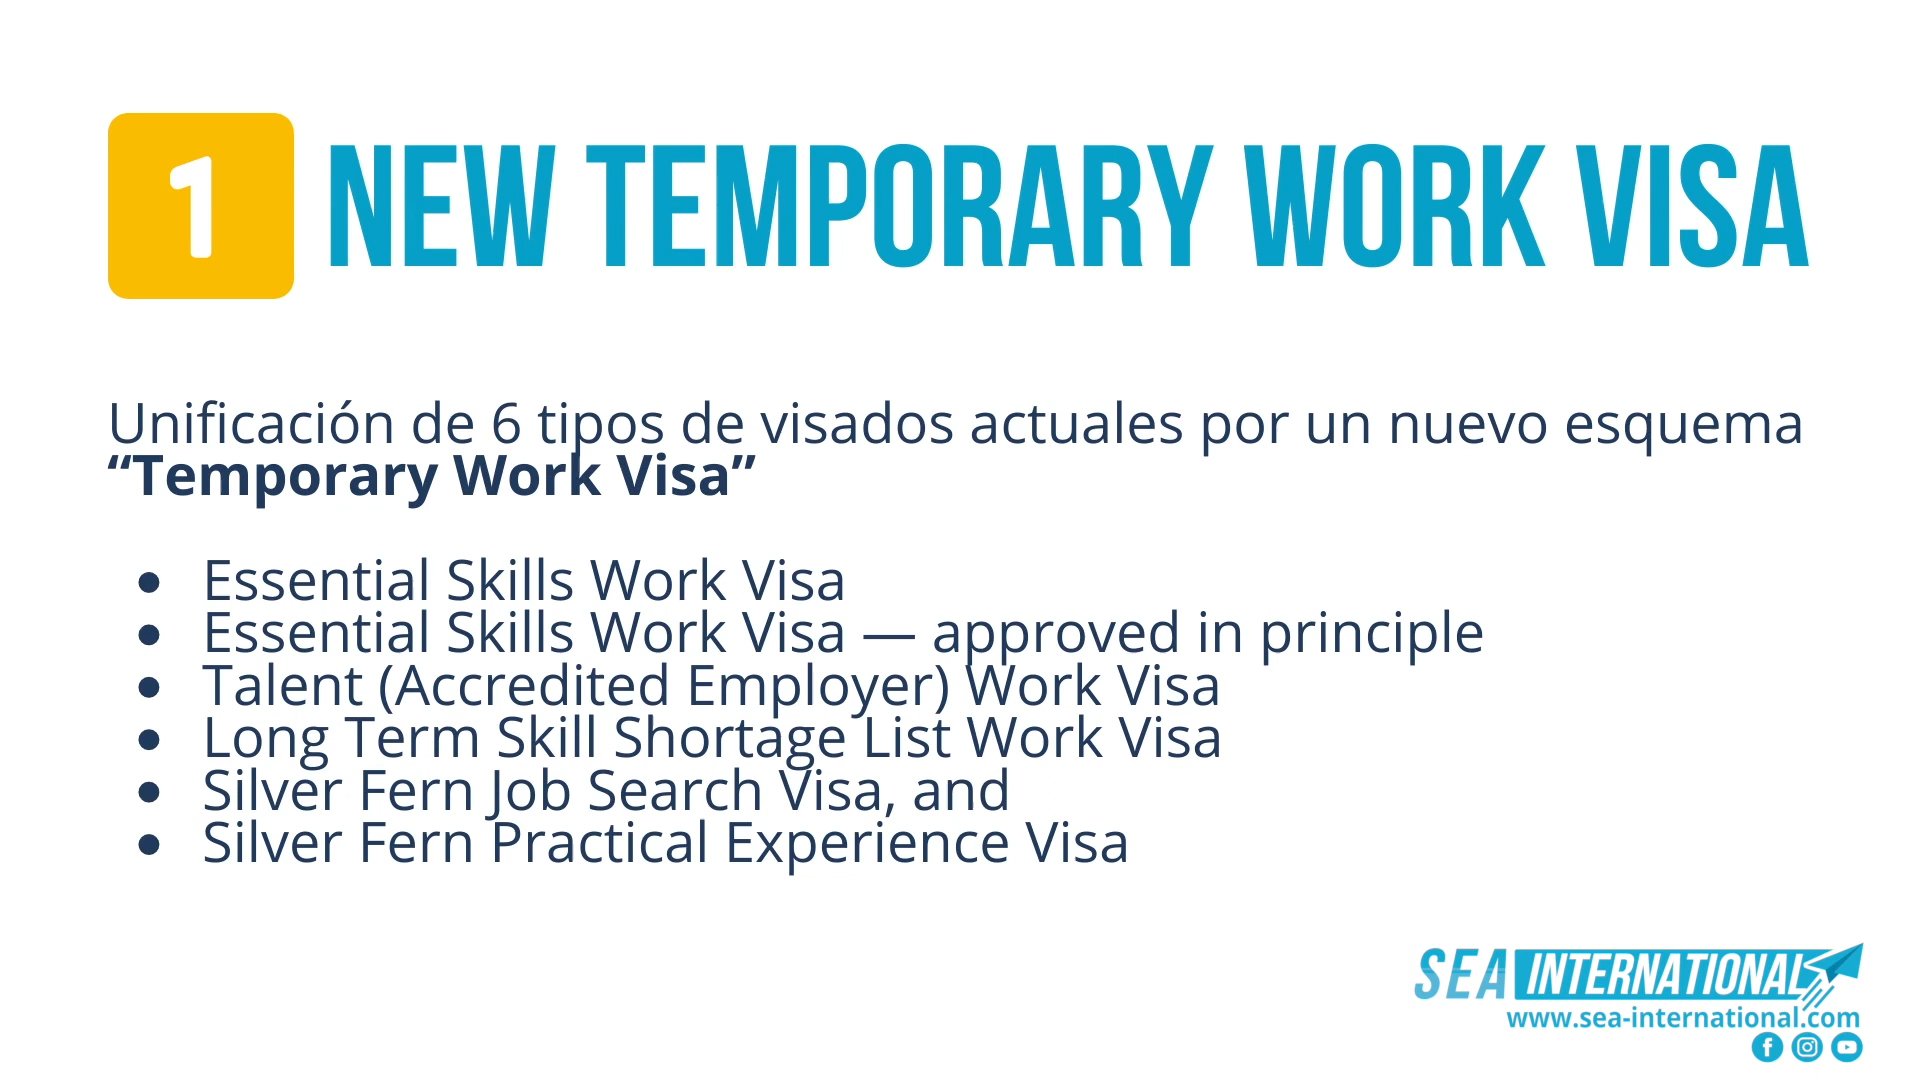 1 NEW TEMPORARY WORK VISA
Unificación de 6 tipos de visados actuales por un nuevo esquema
“Temporary Work Visa”
Essential Skills Work Visa
Essential Skills Work Visa — approved in principle
Talent (Accredited Employer) Work Visa
Long Term Skill Shortage List Work Visa
Silver Fern Job Search Visa, and
Silver Fern Practical Experience Visa
SEA INTERNATIONAL
www.sea-international.com